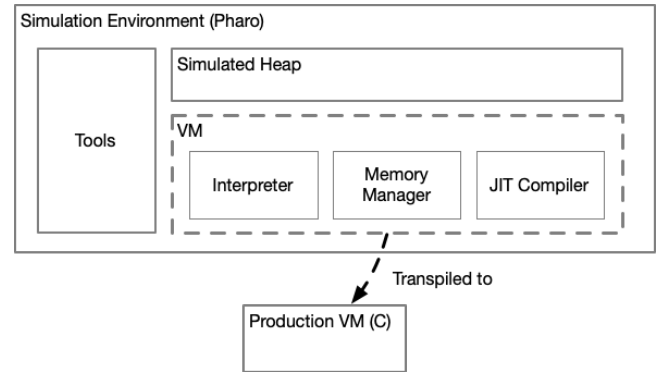 Simulation Environment (Pharo)
Tools
Simulated Heap
VM
Interpreter
Memory
Manager
JIT Compiler
Transpiled to
Production VM (C)